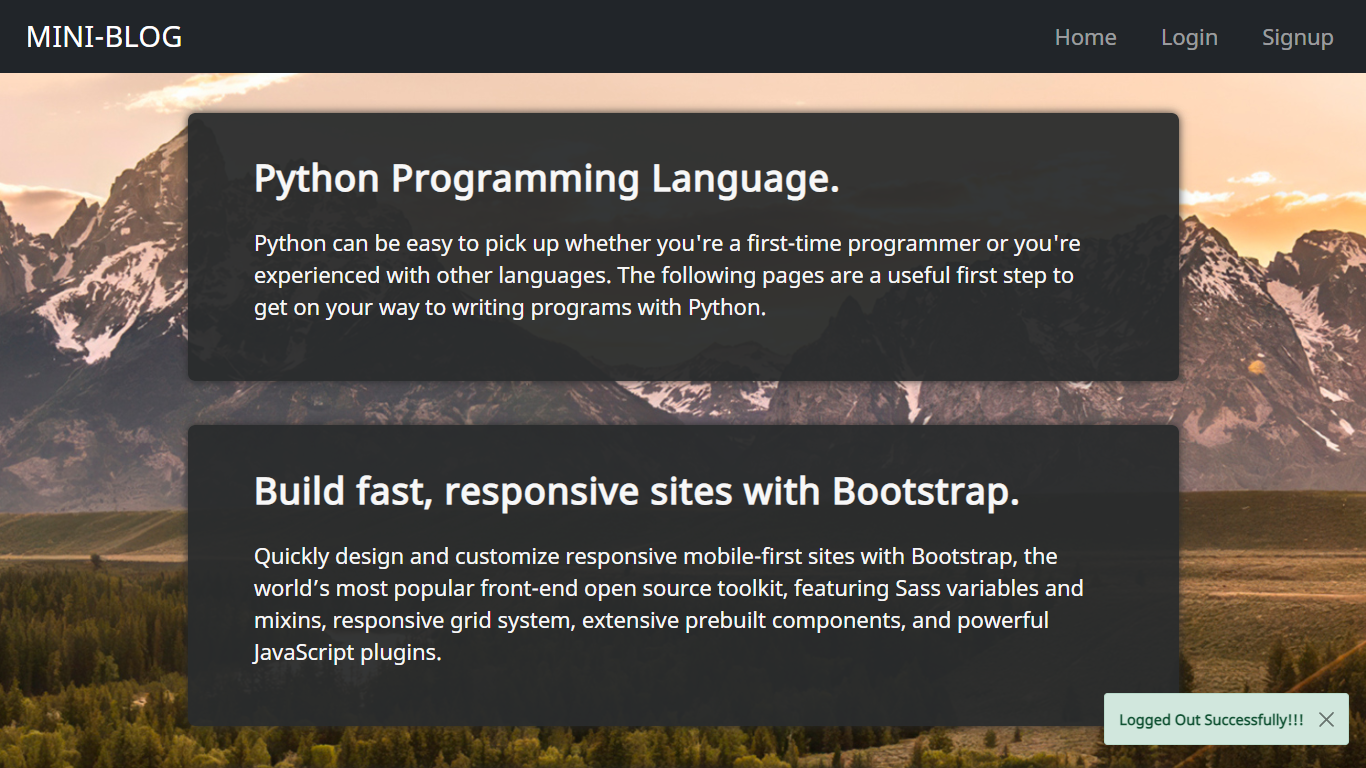 MINI-BLOG
Home Login Signup
Python Programming Language.
Python can be easy to pick up whether you're a first-time programmer or you're
experienced with other languages. The following pages are a useful first step to
get on your way to writing programs with Python.
Build fast, responsive sites with Bootstrap.
Quickly design and customize responsive mobile-first sites with Bootstrap, the
world’s most popular front-end open source toolkit, featuring Sass variables and
mixins, responsive grid system, extensive prebuilt components, and powerful
JavaScript plugins.
Logged Out Successfully!!!